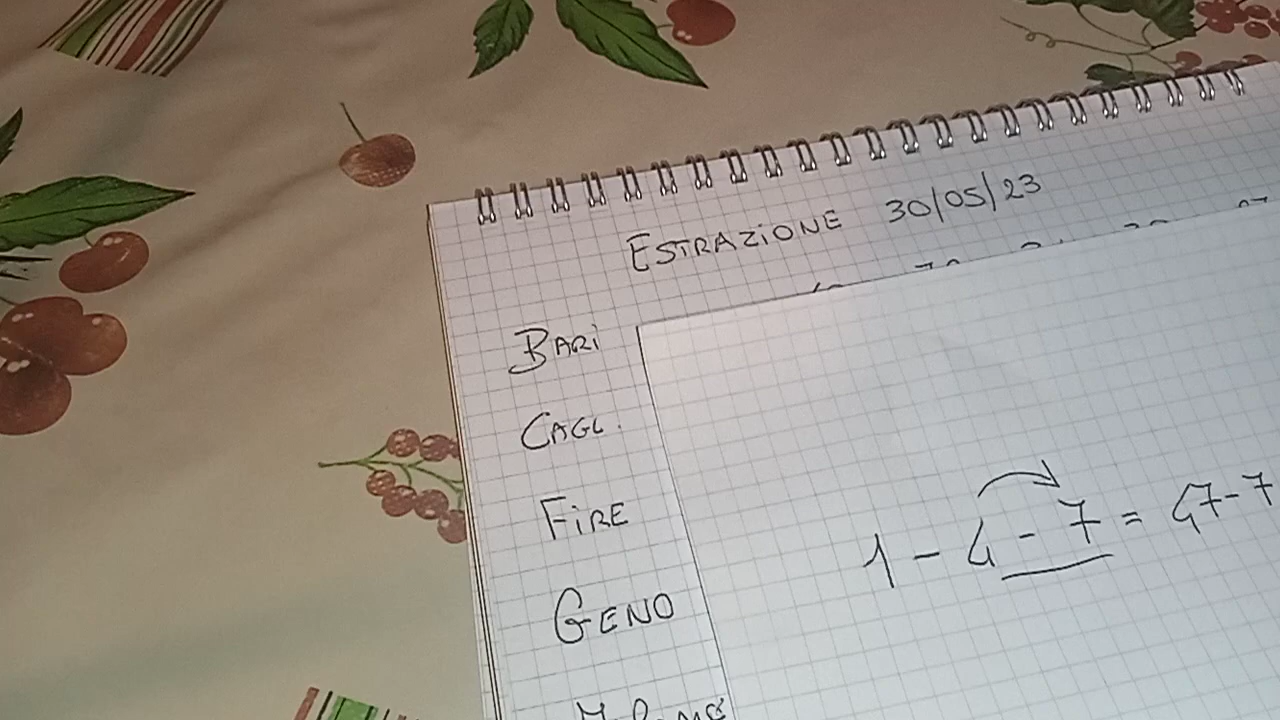 ESTRAZIONE 30/05/23
BARI
CAGL.
FIRE
GENO
1 - 4 - 7 = 47-7